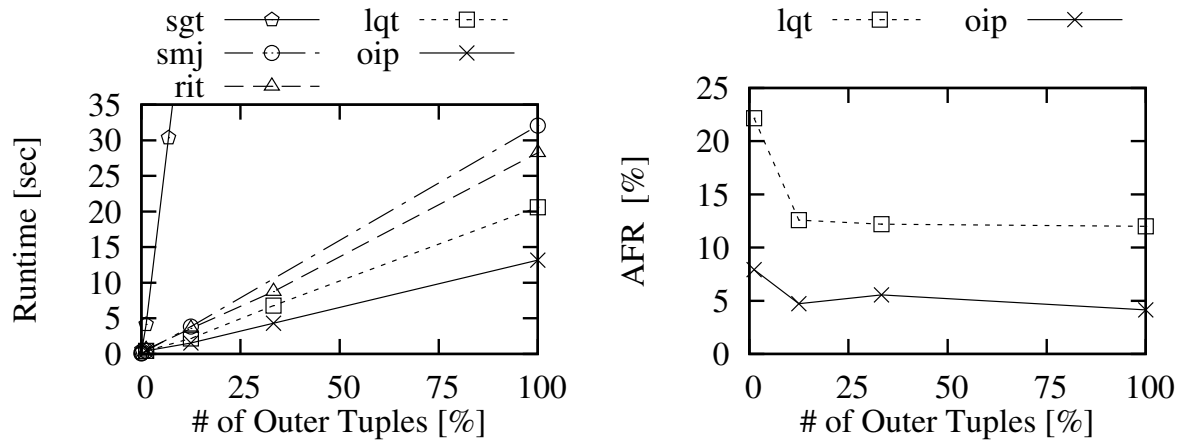 sgt
smj
rit
lqt
oip
Runtime [sec]
35
30
25
20
15
10
5
0
0 25 50 75 100
# of Outer Tuples [%]
lqt oip
AFR [%]
25
20
15
10
5
0
0 25 50 75 100
# of Outer Tuples [%]